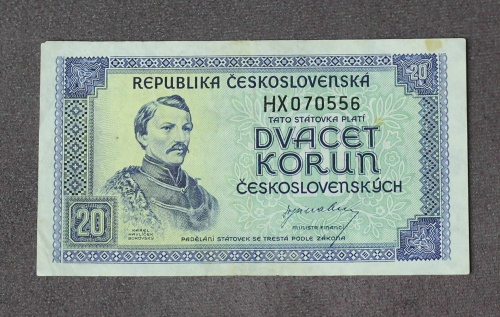 20
REPUBLIKA ČESKOSLOVENSKÁ
HX070556
TATO STÁTOVKA PLATÍ
DVACET
KORUN
ČESKOSLOVENSKÝCH
MINISTR FINANCÍ
20
KAREL
HAVLÍČEK
BOROVSKÝ
PADĚLÁNÍ STÁTOVEK SE TRESTÁ PODLE ZÁKONA